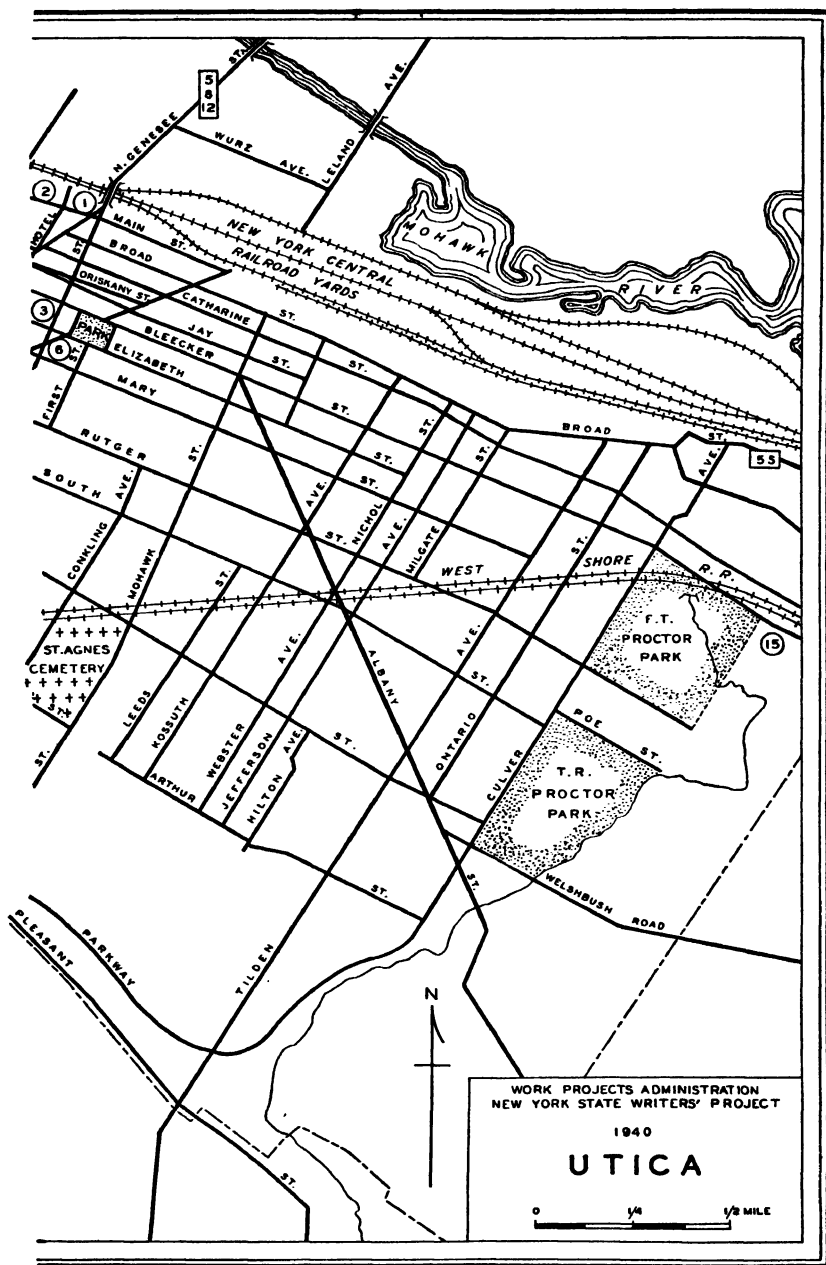 5
8
12
N. GENESEE
ST.
WURZ AVE.
LELAND AVE.
MOHAWK
RIVER
NEW YORK CENTRAL
RAILROAD YARDS
2
1
HOTEL
ST.
MAIN ST.
BROAD
CATHARINE ST.
ORISKANY ST.
JAY ST.
3
PARK
BLEECKER ST.
6
ELIZABETH ST.
FIRST ST.
MARY ST.
RUTGER ST.
SOUTH ST.
BROAD ST.
5S
CONKLING AVE.
MOHAWK ST.
ST.
AVE.
NICHOL ST.
AVE.
MILGATE ST.
ST.
AVE.
WEST SHORE R.R.
F.T.
PROCTOR
PARK
15
ST. AGNES
CEMETERY
ST.
LEEDS ST.
KOSSUTH
WEBSTER AVE.
JEFFERSON
HILTON AVE.
ARTHUR ST.
ALBANY ST.
ONTARIO AVE.
CULVER
POE ST.
T.R.
PROCTOR
PARK
WELSHBUSH ROAD
TILDEN
PARKWAY
PLEASANT ST.
N
WORK PROJECTS ADMINISTRATION
NEW YORK STATE WRITERS' PROJECT
1940
UTICA
0 1/4 1/2 MILE